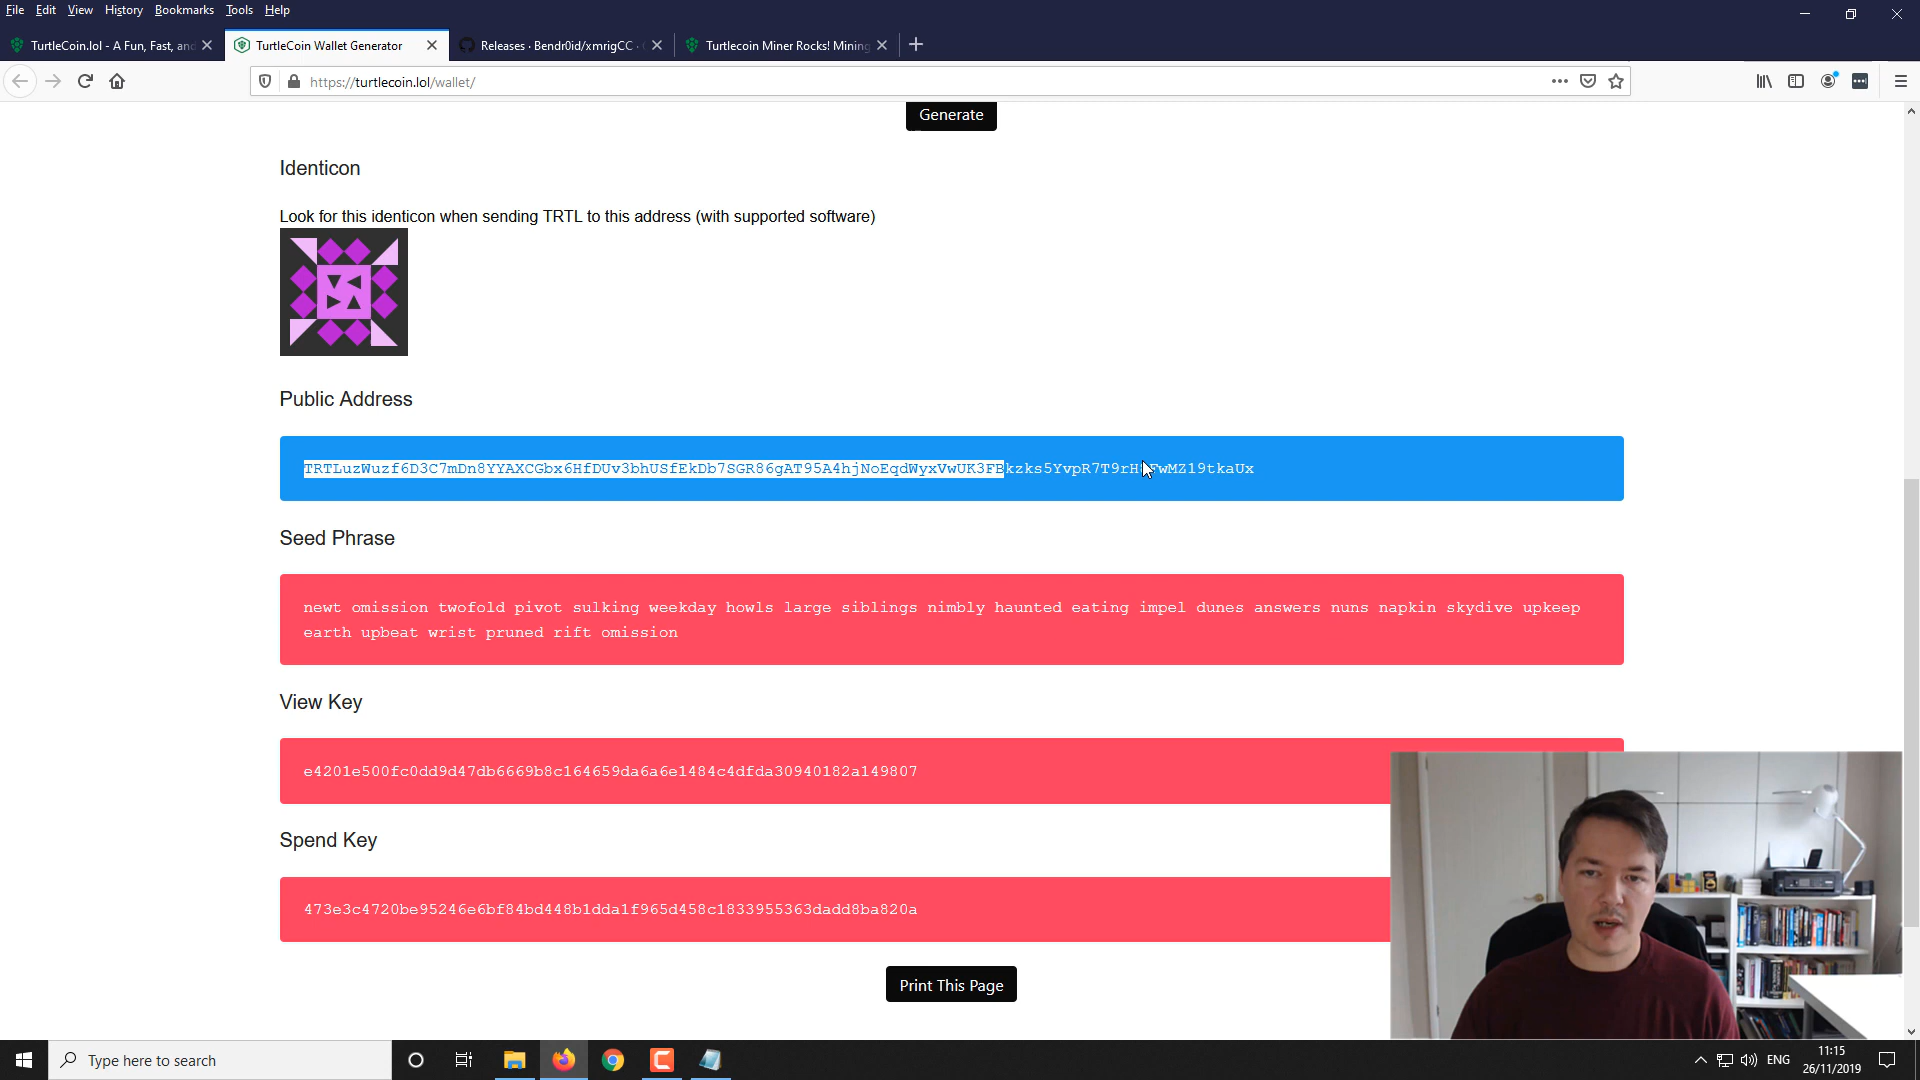 File Edit View History Bookmarks Tools Help
TurtleCoin.lol - A Fun, Fast, and
TurtleCoin Wallet Generator
Releases · Bendr0id/xmrigCC ·
Turtlecoin Miner Rocks! Mining
https://turtlecoin.lol/wallet/
Generate
Identicon
Look for this identicon when sending TRTL to this address (with supported software)
Public Address
Seed Phrase
newt omission twofold pivot sulking weekday howls large siblings nimbly haunted eating impel dunes answers nuns napkin skydive upkeep
earth upbeat wrist pruned rift omission
View Key
e4201e500fc0dd9d47db6669b8c164659da6a6e1484c4dfda30940182a149807
Spend Key
473e3c4720be95246e6bf84bd448b1dda1f965d458c1833955363dadd8ba820a
Print This Page
Type here to search
ENG
11:15
26/11/2019